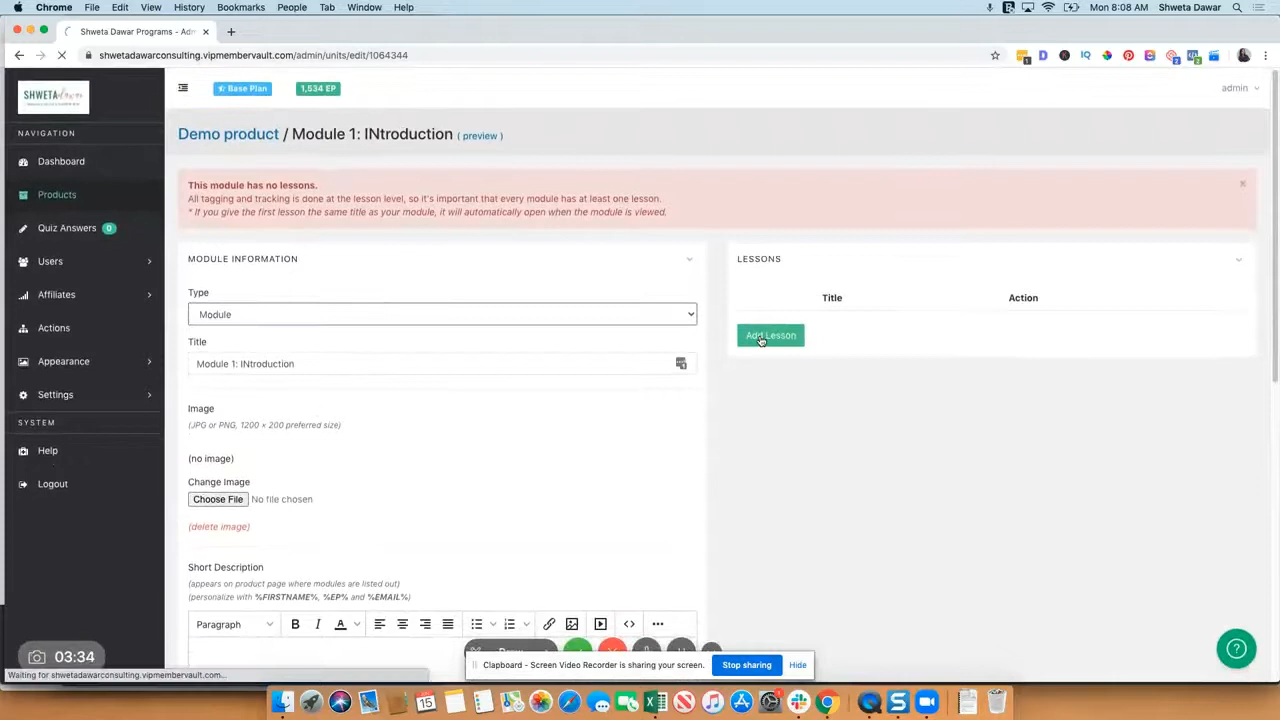 Chrome File Edit View History Bookmarks People Tab Window Help
Mon 8:08 AM Shweta Dawar
Shweta Dawar Programs - Adm
shwetadawarconsulting.vipmembervault.com/admin/units/edit/1064344
SHWETA
Base Plan 1,534 EP admin
NAVIGATION
Dashboard
Products
Quiz Answers 0
Users
Affiliates
Actions
Appearance
Settings
SYSTEM
Help
Logout
Demo product / Module 1: INtroduction ( preview )
This module has no lessons.
All tagging and tracking is done at the lesson level, so it's important that every module has at least one lesson.
* If you give the first lesson the same title as your module, it will automatically open when the module is viewed.
MODULE INFORMATION
Type
Module
Title
Module 1: INtroduction
Image
(JPG or PNG, 1200 × 200 preferred size)
(no image)
Change Image
Choose File No file chosen
(delete image)
Short Description
(appears on product page where modules are listed out)
(personalize with %FIRSTNAME%, %EP% and %EMAIL%)
Paragraph B I A
LESSONS
Title Action
Add Lesson
03:34
Clapboard - Screen Video Recorder is sharing your screen. Stop sharing Hide
Waiting for shwetadawarconsulting.vipmembervault.com...